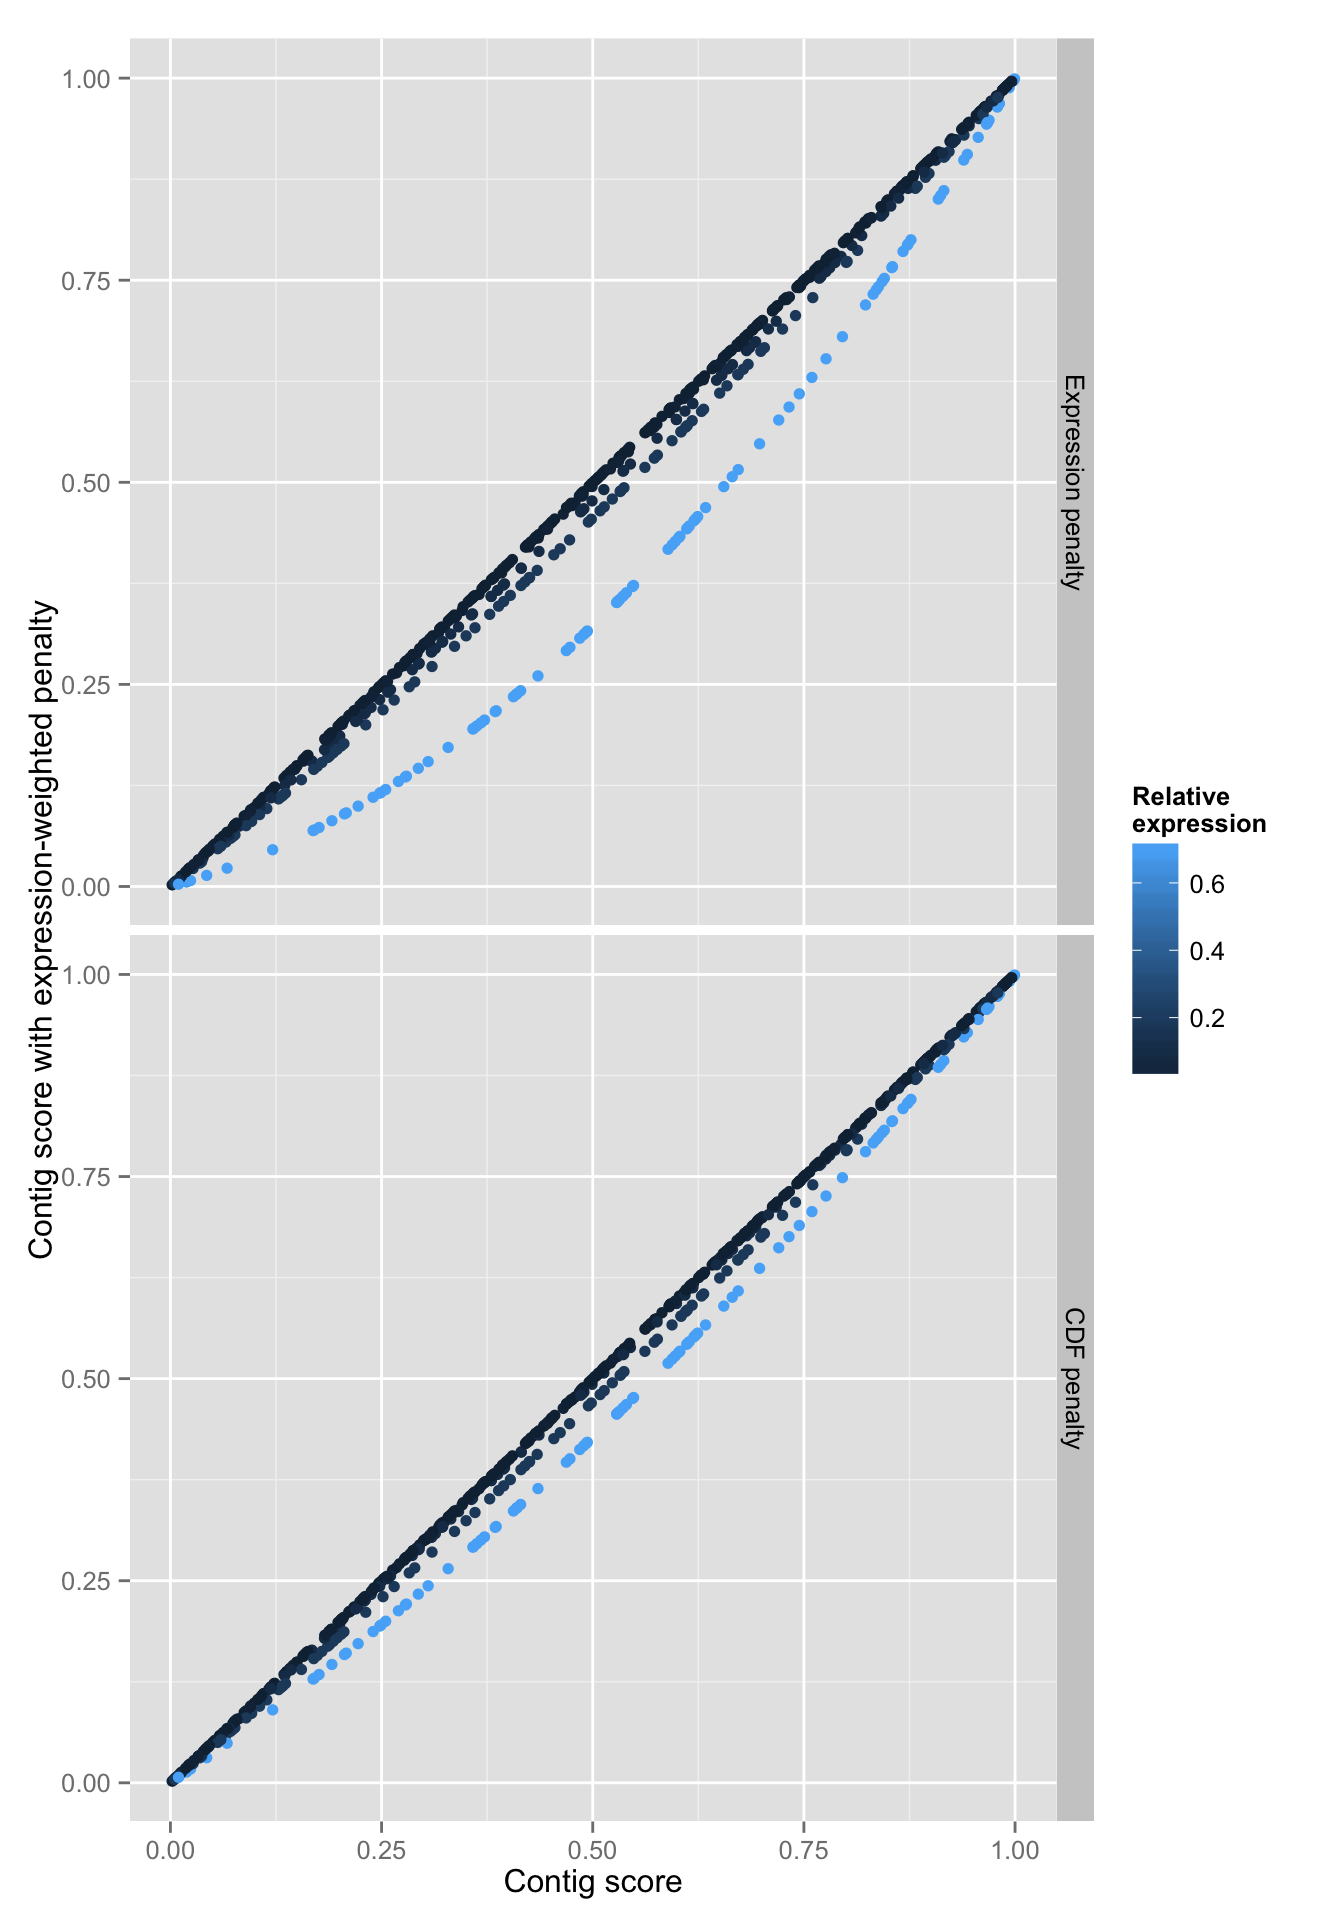 Contig score with expression-weighted penalty
1.00
0.75
0.50
0.25
0.00
Expression penalty
1.00
0.75
0.50
0.25
0.00
CDF penalty
0.00 0.25 0.50 0.75 1.00
Contig score
Relative
expression
0.6
0.4
0.2